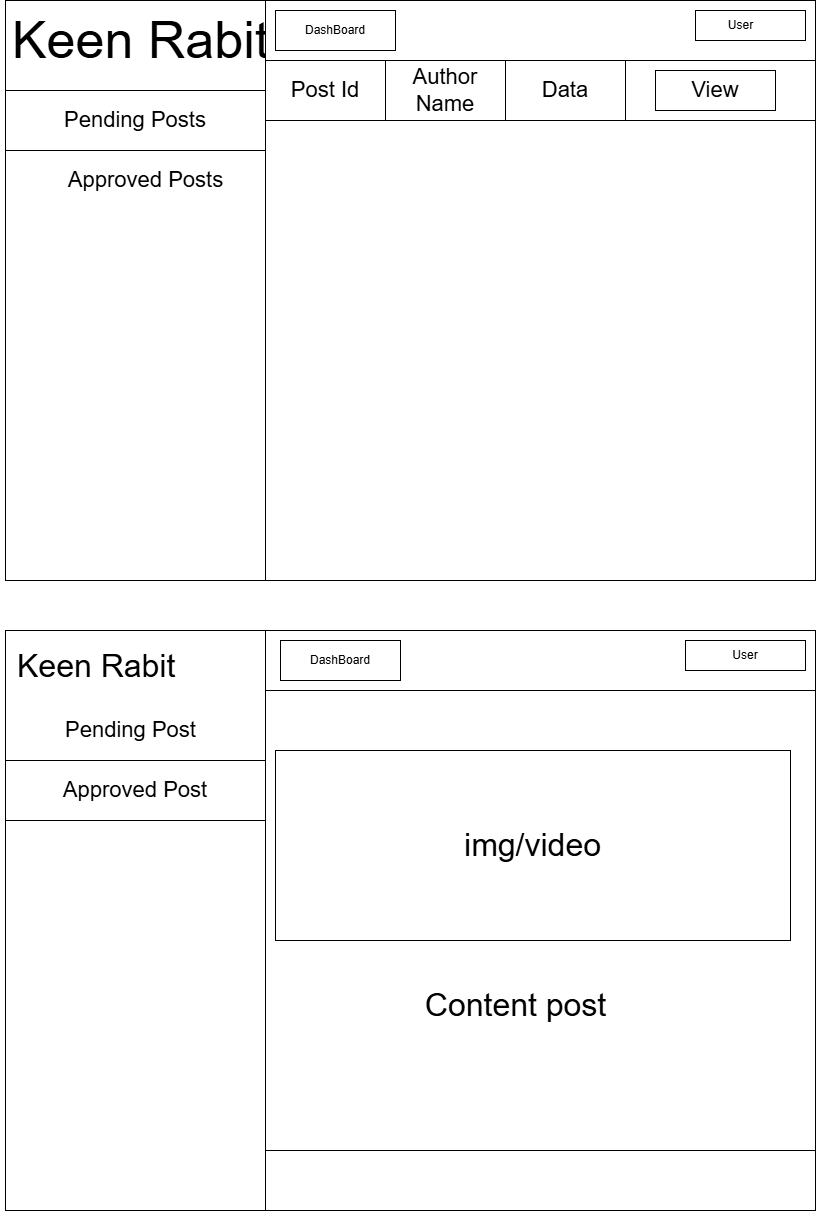 Keen Rabit
DashBoard
User
Post Id
Author
Name
Data
View
Pending Posts
Approved Posts
Keen Rabit
DashBoard
User
Pending Post
Approved Post
img/video
Content post